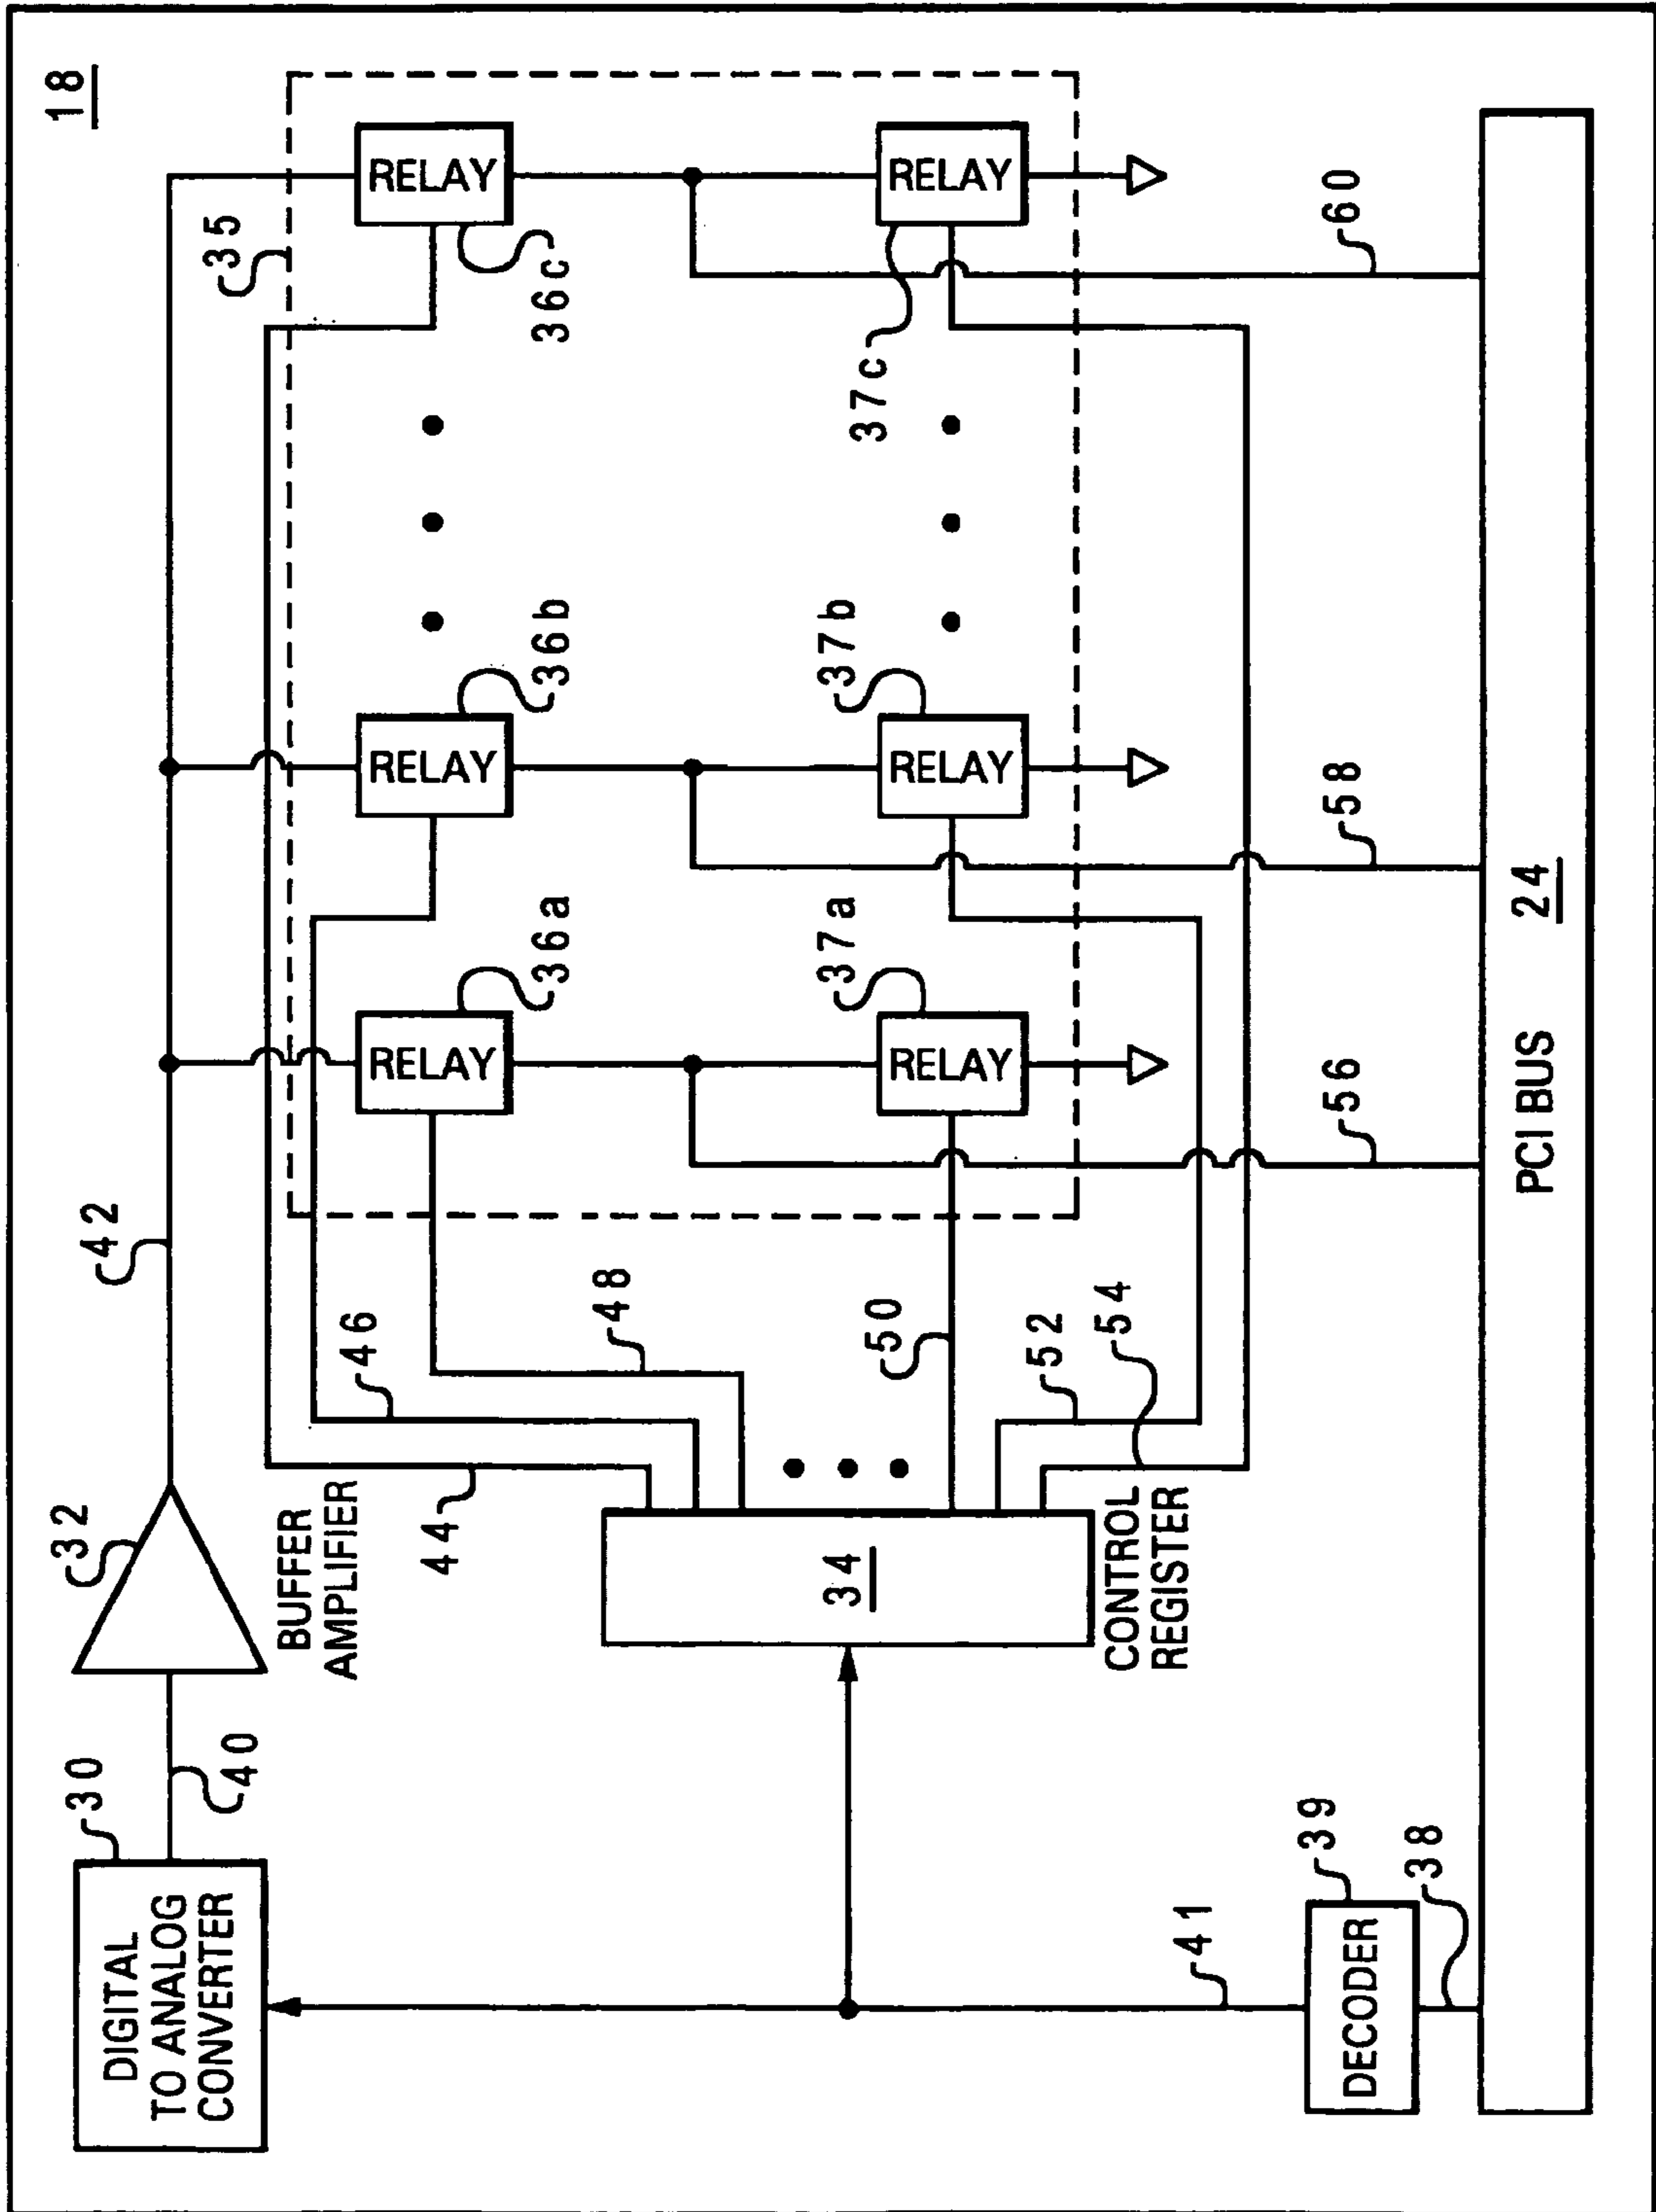 18
30
DIGITAL
TO ANALOG
CONVERTER
40
32
BUFFER
AMPLIFIER
42
35
44
46
48
RELAY
36a
RELAY
36b
RELAY
36c
34
CONTROL
REGISTER
50
52
54
RELAY
37a
RELAY
37b
RELAY
37c
41
39
DECODER
38
56
58
60
PCI BUS
24